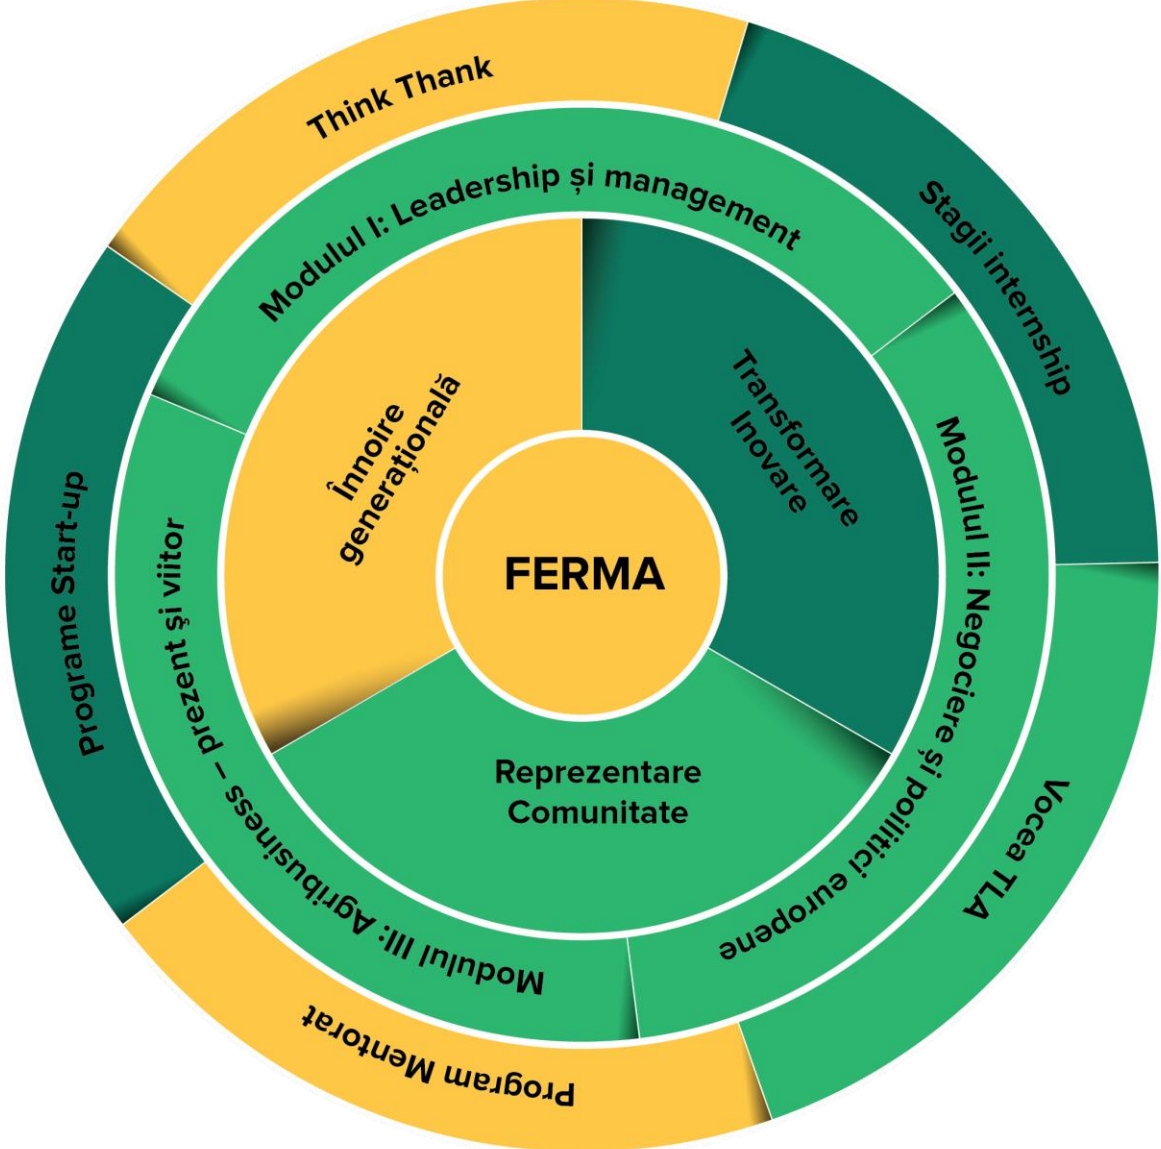 Think Thank
Stagii internship
Vocea TLA
Program Mentorat
Programe Start-up
Modulul I: Leadership și management
Modulul II: Negociere și poilitici europene
Modulul III: Agribusiness – prezent și viitor
Înnoire
generațională
Transformare
Inovare
Reprezentare
Comunitate
FERMA